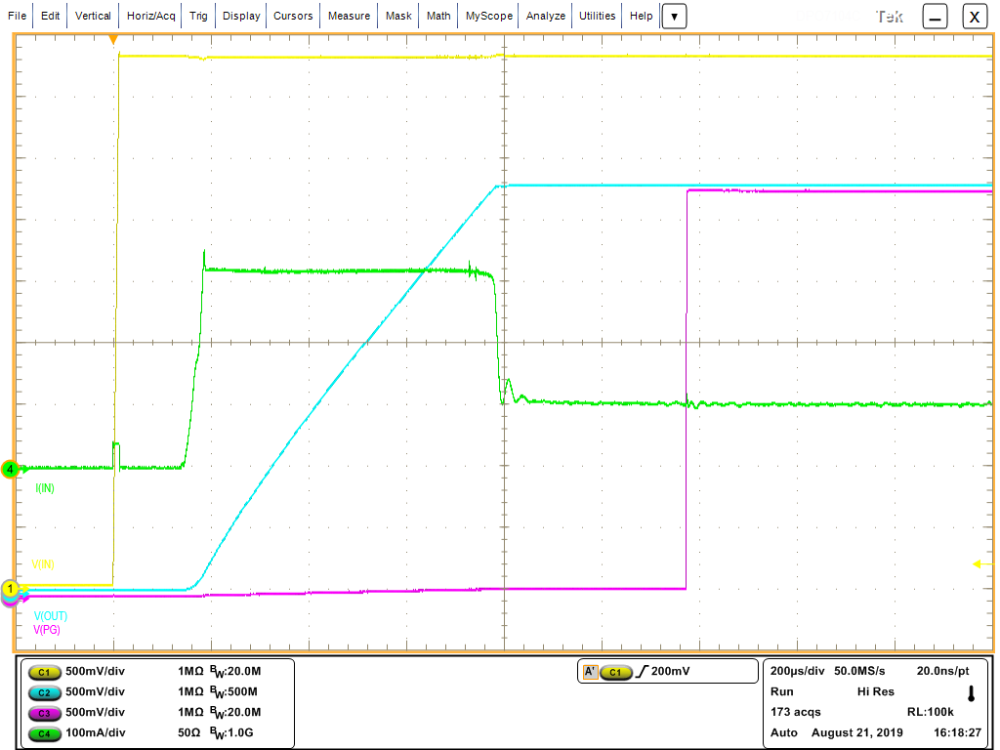 File Edit Vertical Horiz/Acq Trig Display Cursors Measure Mask Math MyScope Analyze Utilities Help ▼ Tek X
4
I(IN)
V(IN)
1
V(OUT)
V(PG)
C1 500mV/div 1MΩ BW:20.0M
C2 500mV/div 1MΩ BW:500M
C3 500mV/div 1MΩ BW:20.0M
C4 100mA/div 50Ω BW:1.0G
A' C1 200mV
200µs/div 50.0MS/s 20.0ns/pt
Run Hi Res
173 acqs RL:100k
Auto August 21, 2019 16:18:27